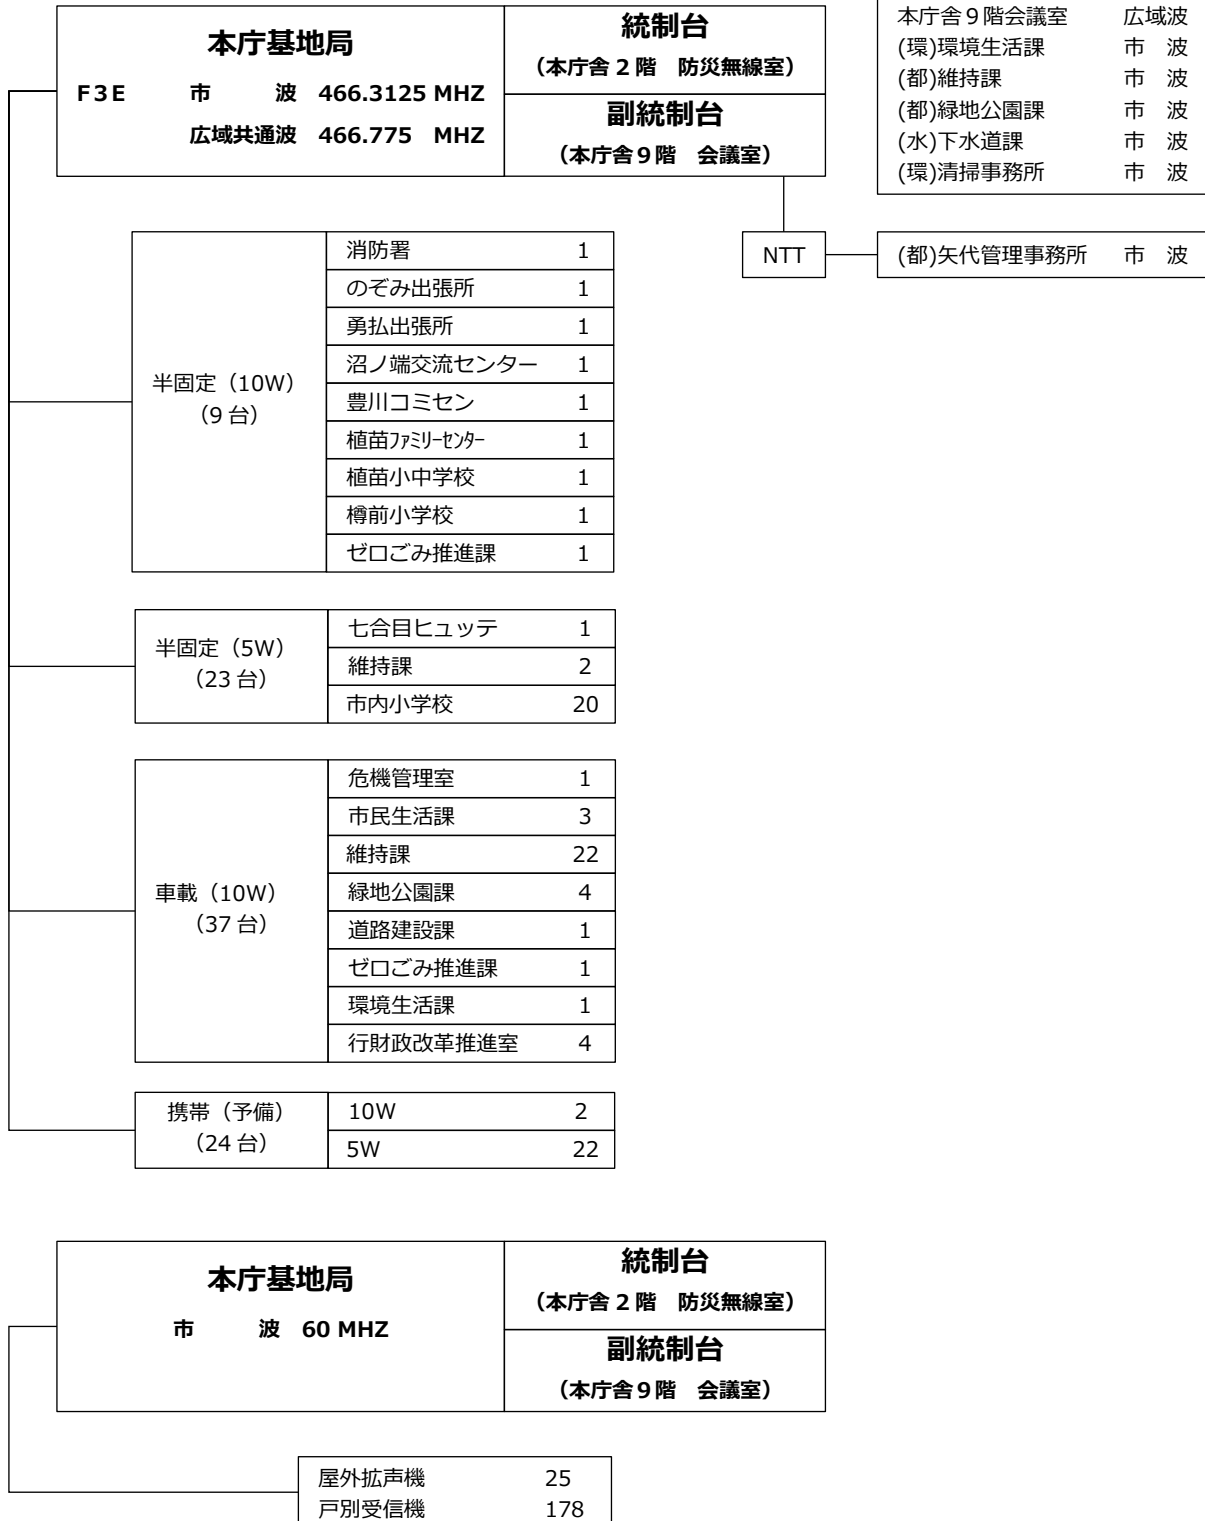 本庁基地局
F3E 市 波 466.3125 MHZ
広域共通波 466.775 MHZ
統制台
(本庁舎2階 防災無線室)
副統制台
(本庁舎9階 会議室)
本庁舎9階会議室 広域波
(環)環境生活課 市 波
(都)維持課 市 波
(都)緑地公園課 市 波
(水)下水道課 市 波
(環)清掃事務所 市 波
NTT
(都)矢代管理事務所 市 波
半固定（10W）
（9台）
消防署 1
のぞみ出張所 1
勇払出張所 1
沼ノ端交流センター 1
豊川コミセン 1
植苗ﾌｧﾐﾘｰｾﾝﾀｰ 1
植苗小中学校 1
樽前小学校 1
ゼロごみ推進課 1
半固定（5W）
（23台）
七合目ヒュッテ 1
維持課 2
市内小学校 20
車載（10W）
（37台）
危機管理室 1
市民生活課 3
維持課 22
緑地公園課 4
道路建設課 1
ゼロごみ推進課 1
環境生活課 1
行財政改革推進室 4
携帯（予備）
（24台）
10W 2
5W 22
本庁基地局
市 波 60 MHZ
統制台
(本庁舎2階 防災無線室)
副統制台
(本庁舎9階 会議室)
屋外拡声機 25
戸別受信機 178